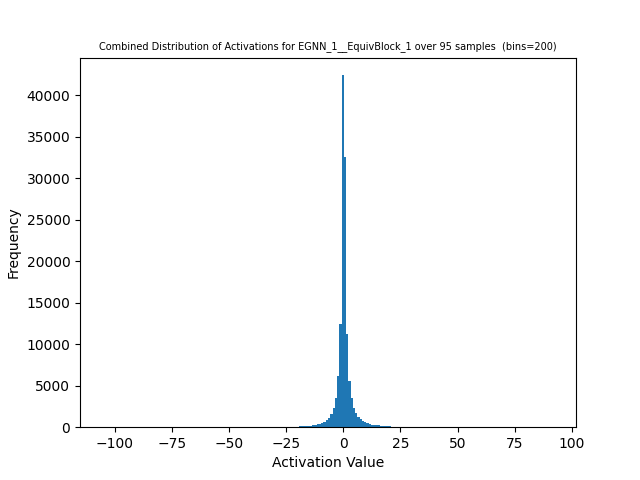 Combined Distribution of Activations for EGNN_1__EquivBlock_1 over 95 samples  (bins=200)
40000
35000
30000
25000
20000
15000
10000
5000
0
Frequency
−100 −75 −50 −25 0 25 50 75 100
Activation Value